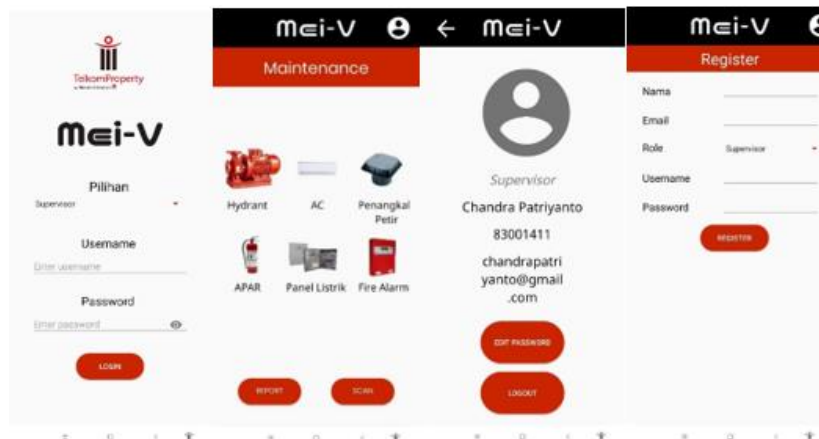 TelkomProperty
Mei-V
Pilihan
Supervisor
Username
Enter username
Password
Enter password
LOGIN
Mei-V
Maintenance
Hydrant
AC
Penangkal
Petir
APAR
Panel Listrik
Fire Alarm
REPORT
SCAN
Mei-V
Supervisor
Chandra Patriyanto
83001411
chandrapatri
yanto@gmail
.com
EDIT PASSWORD
LOGOUT
Mei-V
Register
Nama
Email
Role
Supervisor
Username
Password
REGISTER